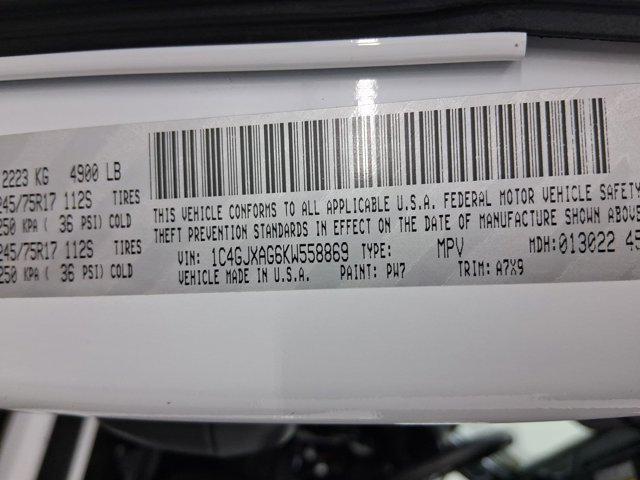 2223 KG 4900 LB
245/75R17 112S TIRES
250 KPA ( 36 PSI) COLD
245/75R17 112S TIRES
250 KPA ( 36 PSI) COLD
THIS VEHICLE CONFORMS TO ALL APPLICABLE U.S.A. FEDERAL MOTOR VEHICLE SAFETY
THEFT PREVENTION STANDARDS IN EFFECT ON THE DATE OF MANUFACTURE SHOWN ABOVE
VIN: 1C4GJXAG6KW558869 TYPE: MPV MDH: 013022 45
VEHICLE MADE IN U.S.A. PAINT: PW7 TRIM: A7X9